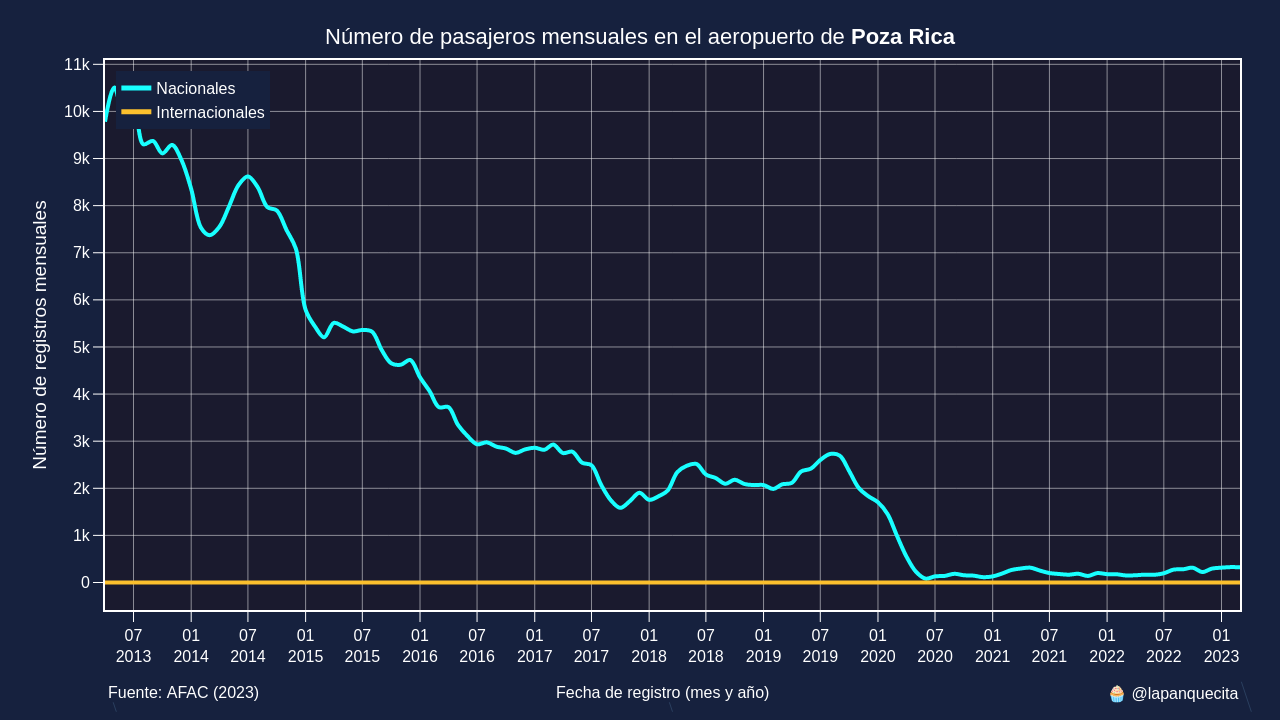 Número de pasajeros mensuales en el aeropuerto de Poza Rica
Nacionales
Internacionales
Número de registros mensuales
11k
10k
9k
8k
7k
6k
5k
4k
3k
2k
1k
0
07 01 07 01 07 01 07 01 07 01 07 01 07 01 07 01 07 01 07 01
2013 2014 2014 2015 2015 2016 2016 2017 2017 2018 2018 2019 2019 2020 2020 2021 2021 2022 2022 2023
Fuente: AFAC (2023)
Fecha de registro (mes y año)
🧁 @lapanquecita